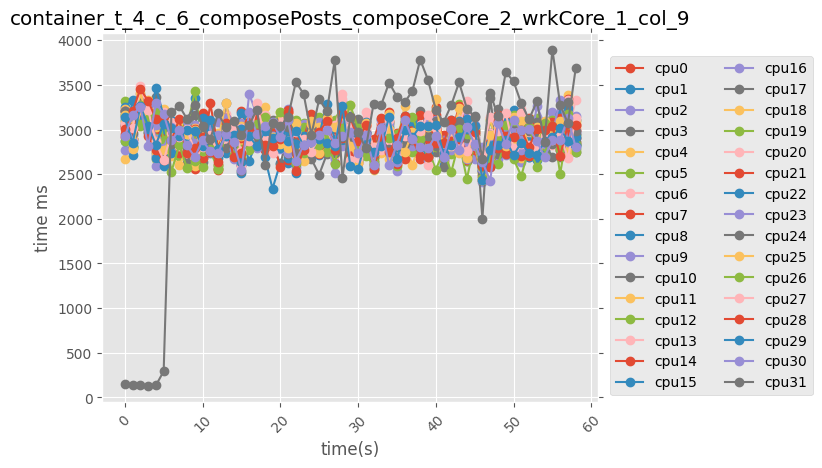 container_t_4_c_6_composePosts_composeCore_2_wrkCore_1_col_9
4000
3500
3000
2500
2000
1500
1000
500
0
time ms
0
10
20
30
40
50
60
time(s)
cpu0
cpu1
cpu2
cpu3
cpu4
cpu5
cpu6
cpu7
cpu8
cpu9
cpu10
cpu11
cpu12
cpu13
cpu14
cpu15
cpu16
cpu17
cpu18
cpu19
cpu20
cpu21
cpu22
cpu23
cpu24
cpu25
cpu26
cpu27
cpu28
cpu29
cpu30
cpu31